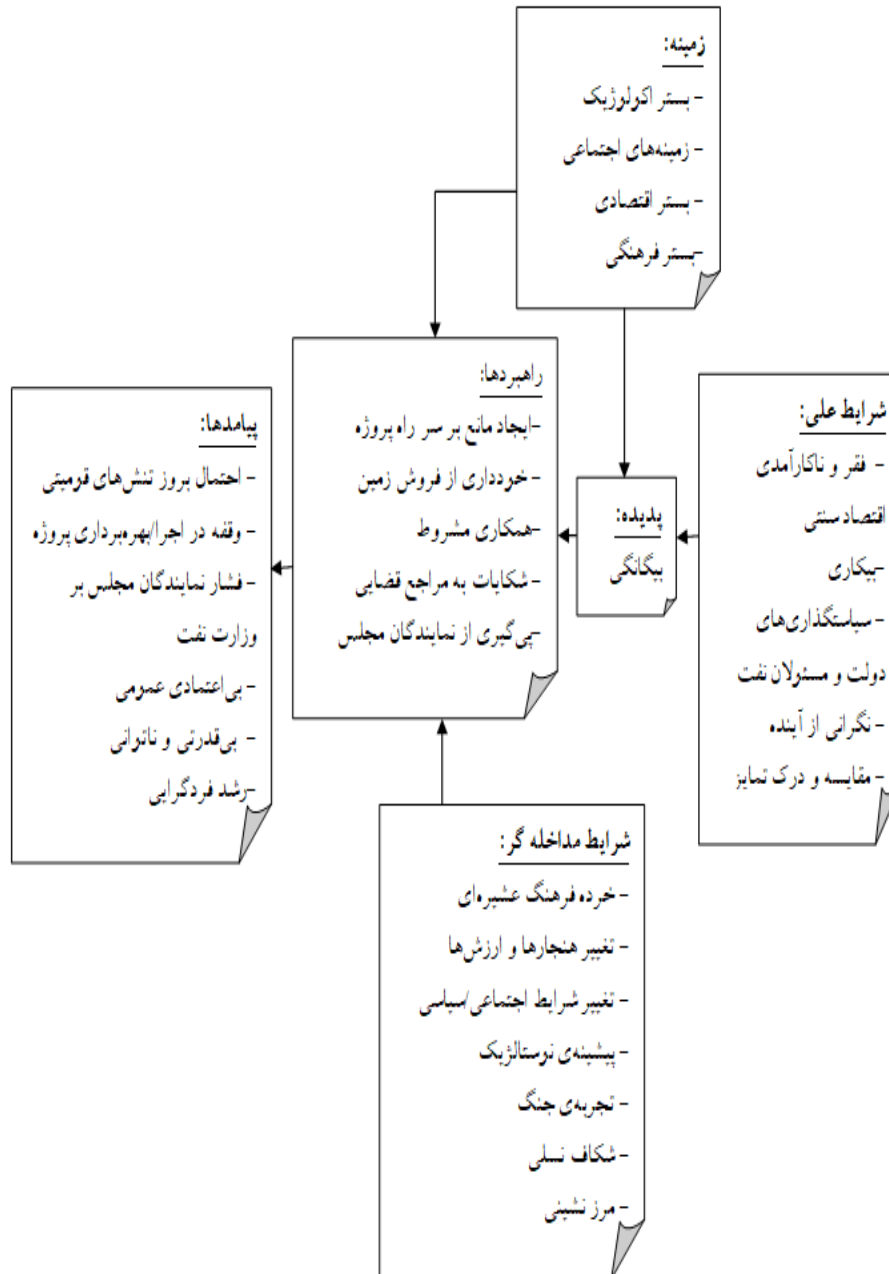 زمینه:
- بستر اکولوژیک
- زمینه‌های اجتماعی
- بستر اقتصادی
-بستر فرهنگی
شرایط علی:
- فقر و ناکارآمدی
اقتصاد سنتی
-بیکاری
- سیاستگذاری‌های
دولت و مسئولان نفت
- نگرانی از آینده
- مقایسه و درک تمایز
پدیده:
بیگانگی
راهبردها:
-ایجاد مانع بر سر راه پروژه
-خودداری از فروش زمین
-همکاری مشروط
- شکایات به مراجع قضایی
-پی‌گیری از نمایندگان مجلس
پیامدها:
- احتمال بروز تنش‌های قومیتی
- وقفه در اجرا/بهره‌برداری پروژه
- فشار نمایندگان مجلس بر
وزارت نفت
- بی‌اعتمادی عمومی
- بی‌قدرتی و ناتوانی
-رشد فردگرایی
شرایط مداخله گر:
- خرده فرهنگ عشیره‌ای
- تغییر هنجارها و ارزش‌ها
- تغییر شرایط اجتماعی/سیاسی
- پیشینه‌ی نوستالژیک
- تجربه‌ی جنگ
- شکاف نسلی
- مرز نشینی